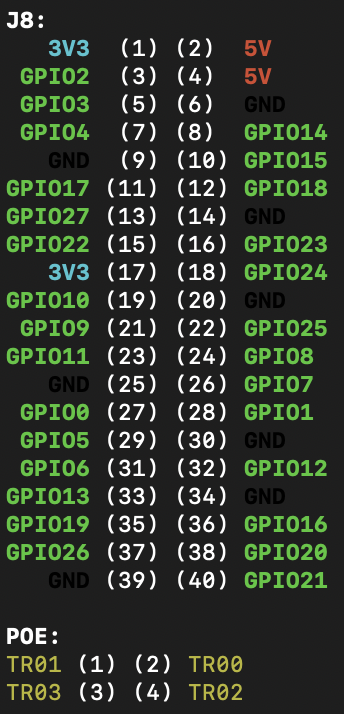 J8:
3V3 (1) (2) 5V
GPIO2 (3) (4) 5V
GPIO3 (5) (6) GND
GPIO4 (7) (8) GPIO14
GND (9) (10) GPIO15
GPIO17 (11) (12) GPIO18
GPIO27 (13) (14) GND
GPIO22 (15) (16) GPIO23
3V3 (17) (18) GPIO24
GPIO10 (19) (20) GND
GPIO9 (21) (22) GPIO25
GPIO11 (23) (24) GPIO8
GND (25) (26) GPIO7
GPIO0 (27) (28) GPIO1
GPIO5 (29) (30) GND
GPIO6 (31) (32) GPIO12
GPIO13 (33) (34) GND
GPIO19 (35) (36) GPIO16
GPIO26 (37) (38) GPIO20
GND (39) (40) GPIO21
POE:
TR01 (1) (2) TR00
TR03 (3) (4) TR02